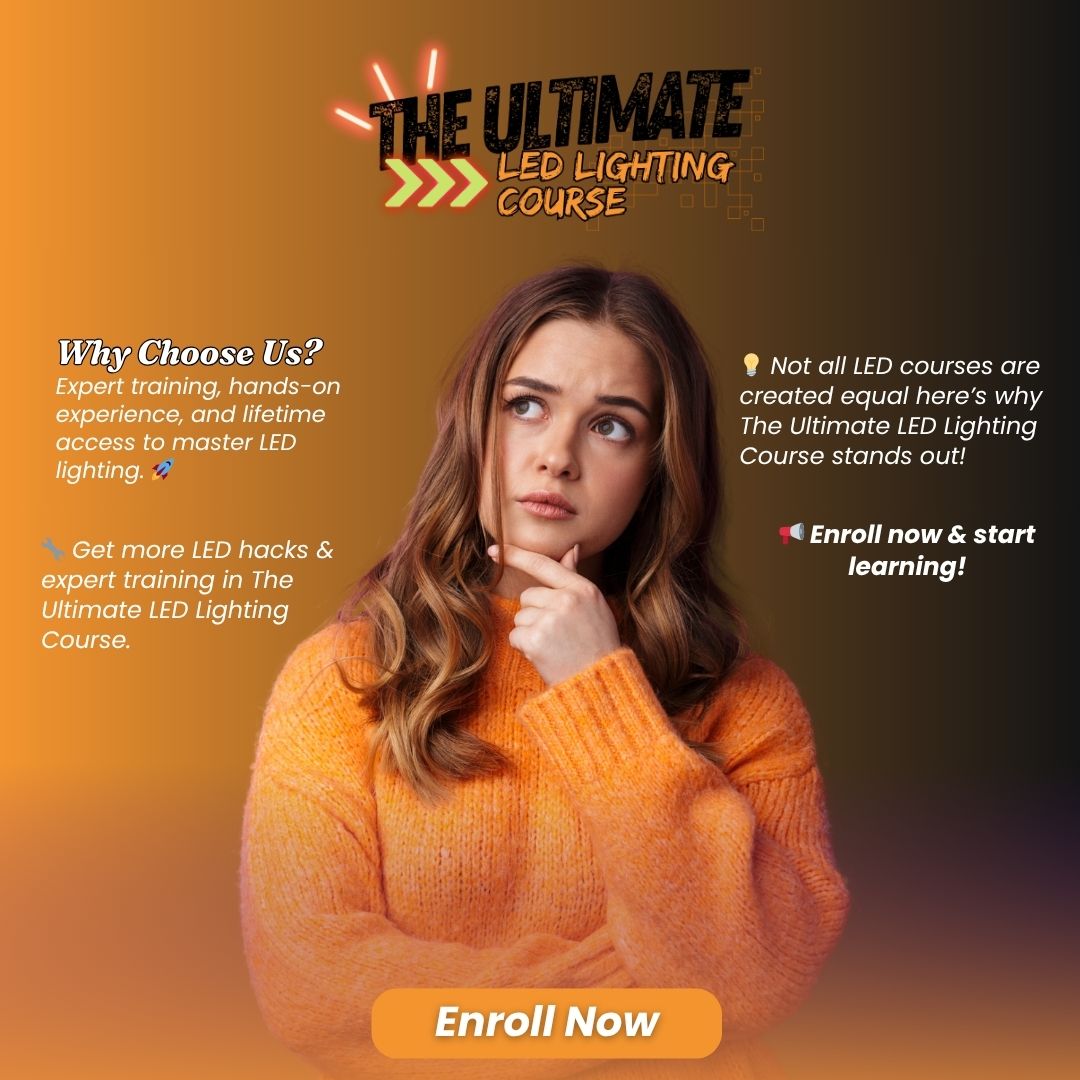 THE ULTIMATE
LED LIGHTING
COURSE
Why Choose Us?
Expert training, hands-on
experience, and lifetime
access to master LED
lighting. 🚀
🔧 Get more LED hacks &
expert training in The
Ultimate LED Lighting
Course.
💡 Not all LED courses are
created equal here’s why
The Ultimate LED Lighting
Course stands out!
📢 Enroll now & start
learning!
Enroll Now